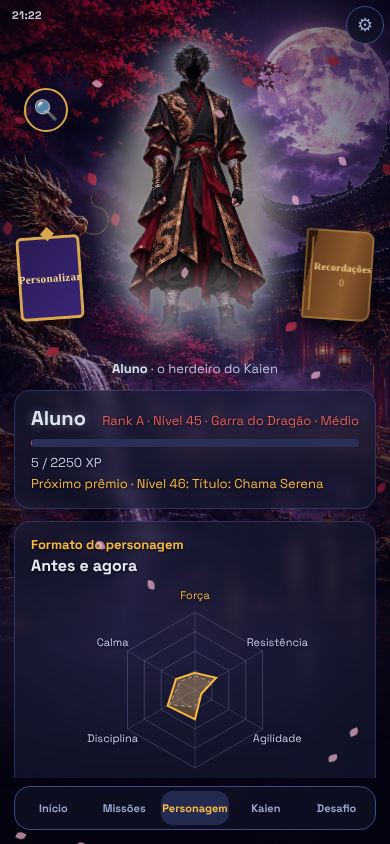 21:22
Personalizar
Recordações
0
Aluno · o herdeiro do Kaien
Aluno
Rank A · Nível 45 · Garra do Dragão · Médio
5 / 2250 XP
Próximo prêmio · Nível 46: Título: Chama Serena
Formato do personagem
Antes e agora
Força
Calma
Resistência
Disciplina
Agilidade
Início
Missões
Personagem
Kaien
Desafio